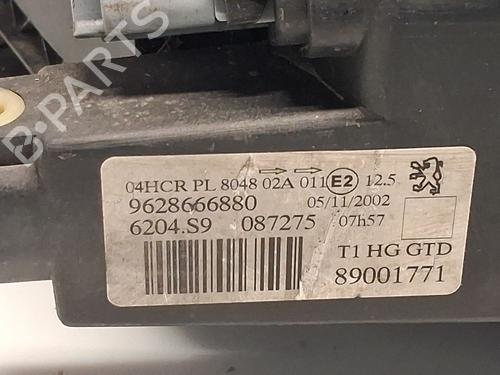 B-PARTS
04HCR PL 8048 02A 011 E2 12.5
9628666880 05/11/2002
6204.S9 087275 07h57
T1 HG GTD
89001771